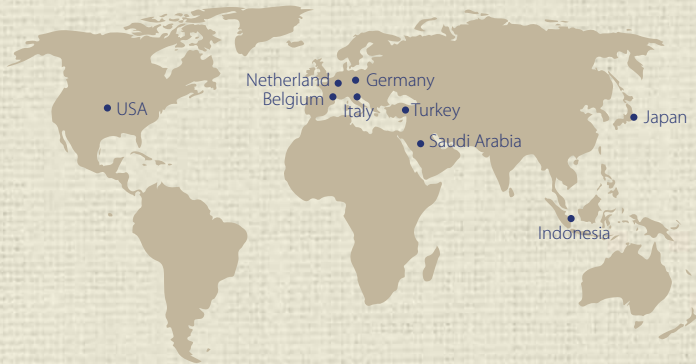 Netherland
Germany
Belgium
Italy
Turkey
USA
Japan
Saudi Arabia
Indonesia